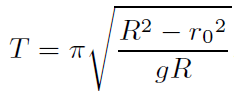 T = π√((R² − r₀²)/(gR))